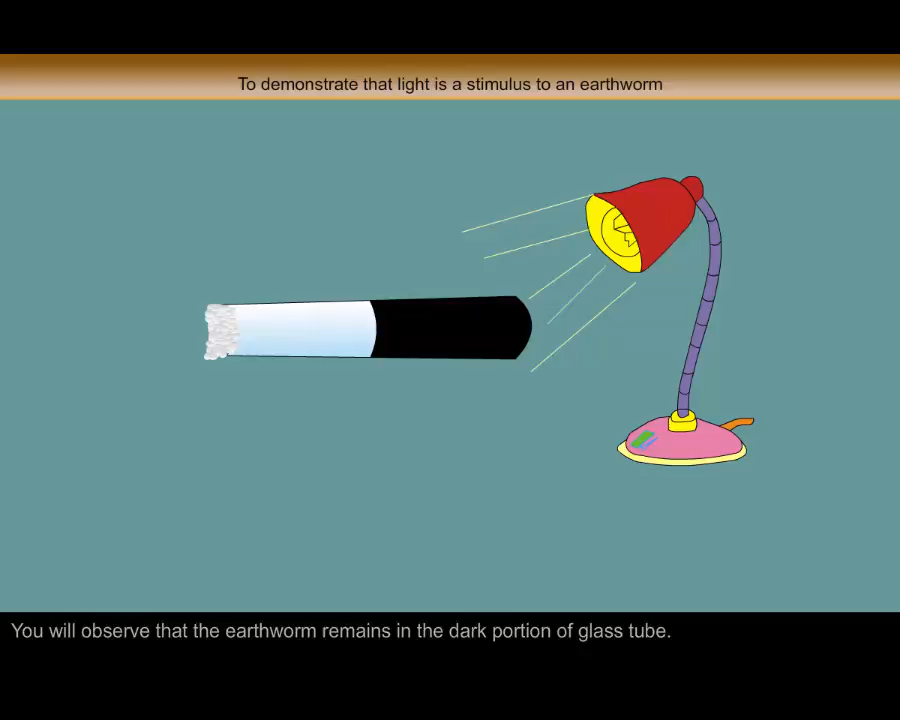 To demonstrate that light is a stimulus to an earthworm
You will observe that the earthworm remains in the dark portion of glass tube.